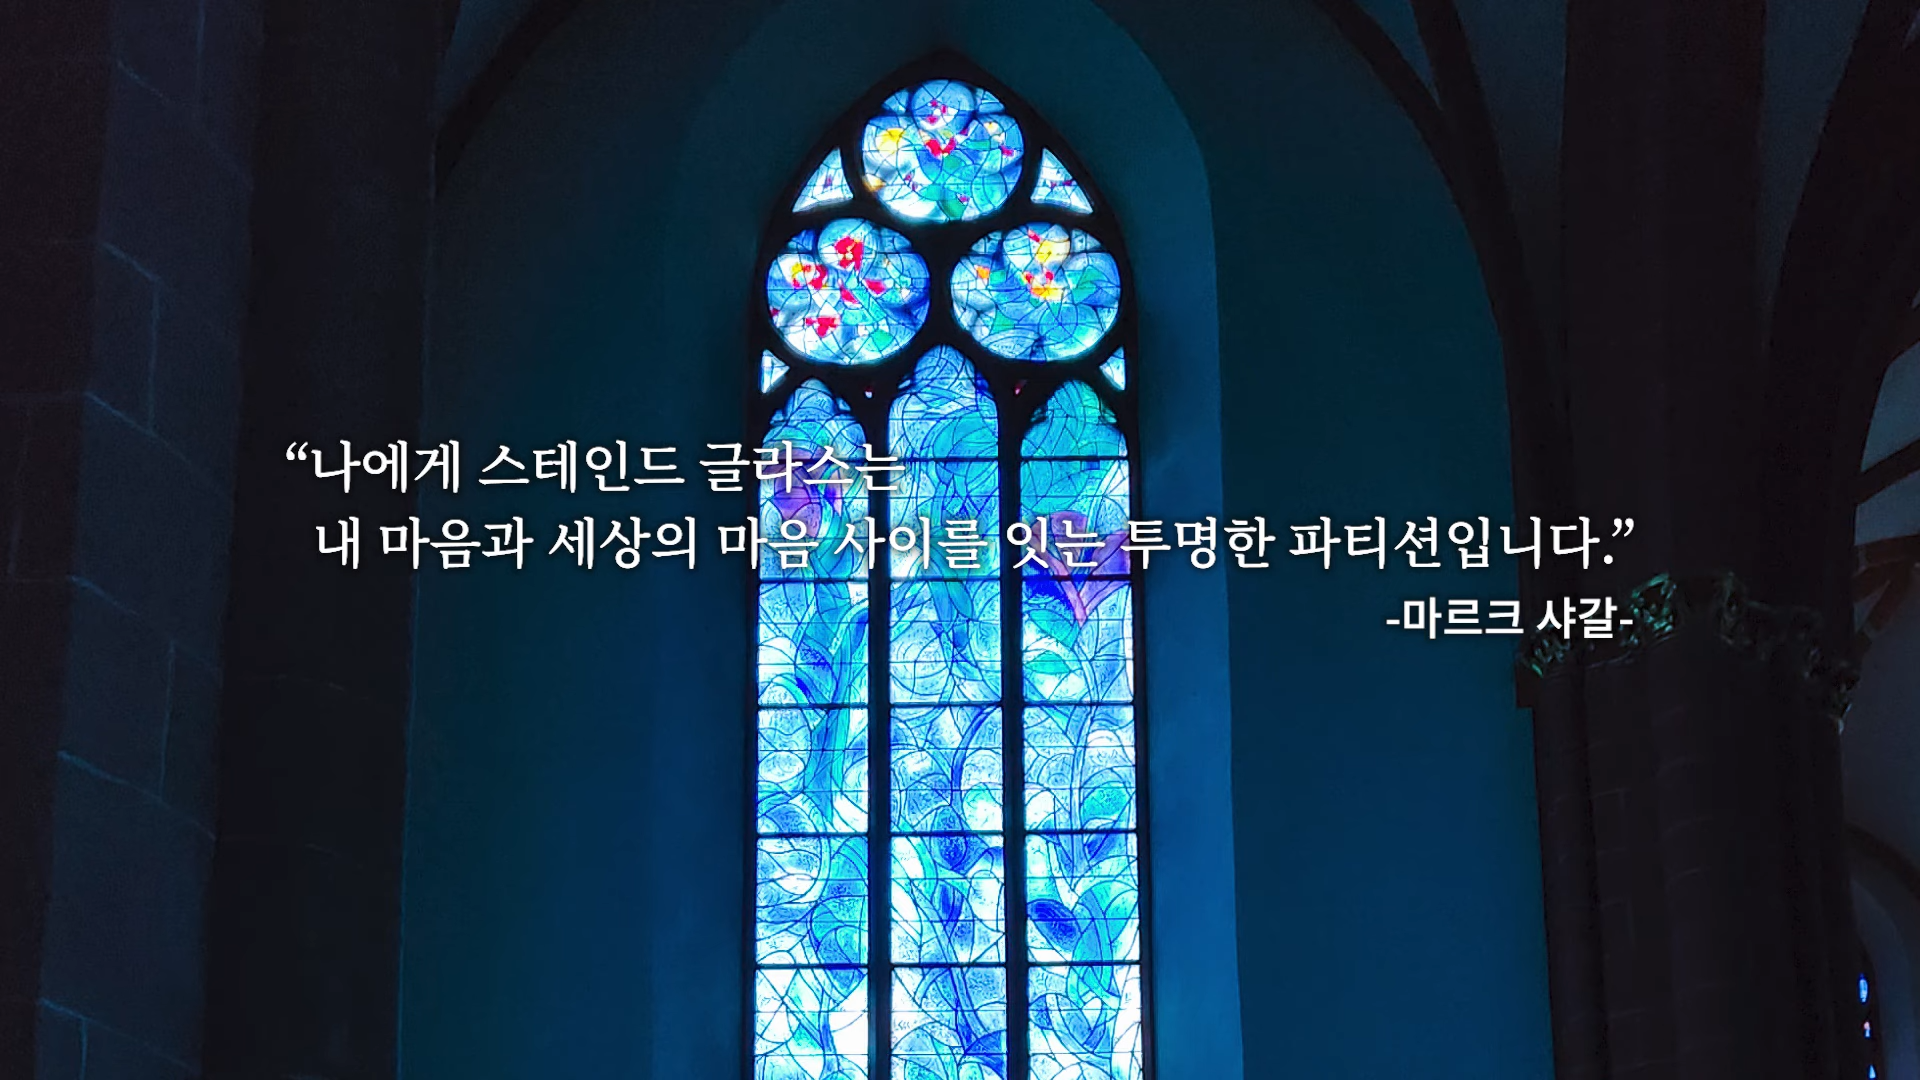 “나에게 스테인드 글라스는
내 마음과 세상의 마음 사이를 잇는 투명한 파티션입니다.”
-마르크 샤갈-